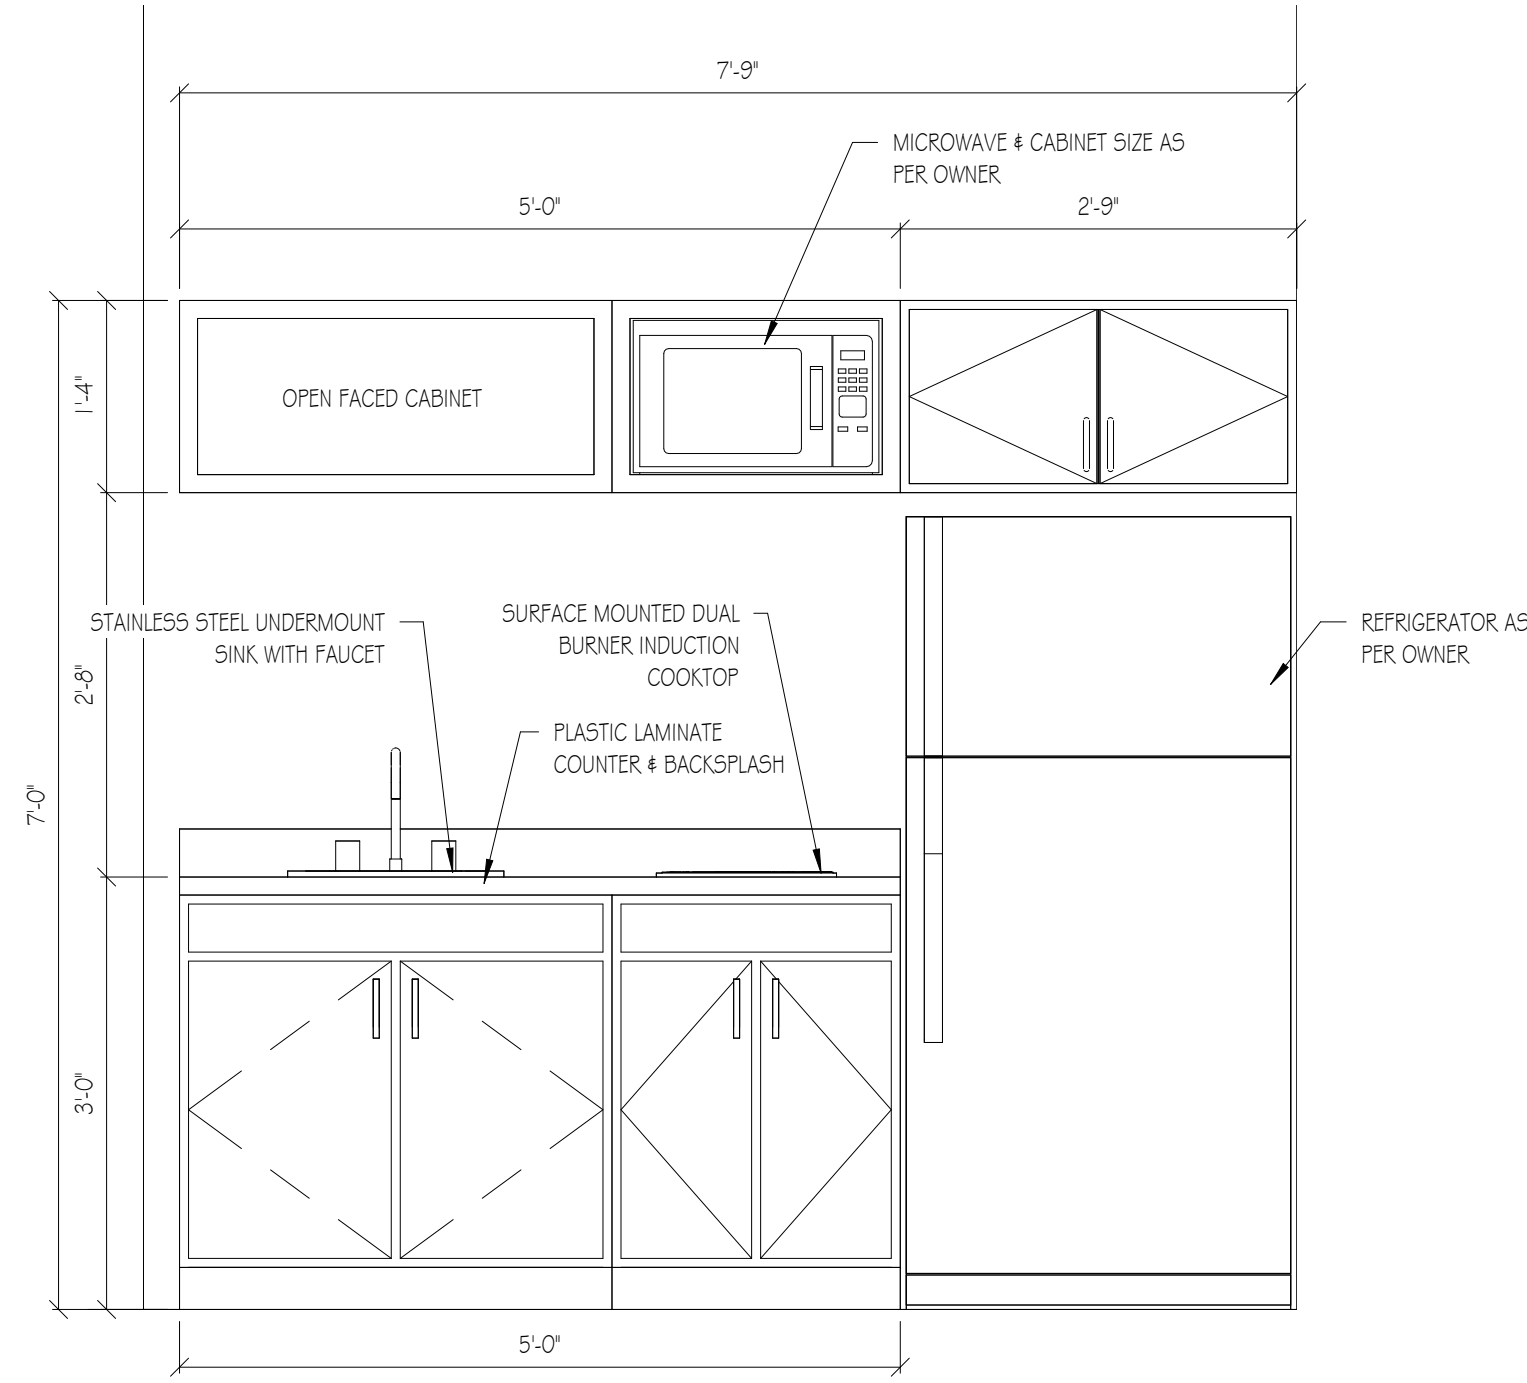 7'-9"
MICROWAVE & CABINET SIZE AS
PER OWNER
5'-0"
2'-9"
1'-4"
OPEN FACED CABINET
STAINLESS STEEL UNDERMOUNT
SINK WITH FAUCET
SURFACE MOUNTED DUAL
BURNER INDUCTION
COOKTOP
REFRIGERATOR AS
PER OWNER
2'-8"
PLASTIC LAMINATE
COUNTER & BACKSPLASH
7'-0"
3'-0"
5'-0"